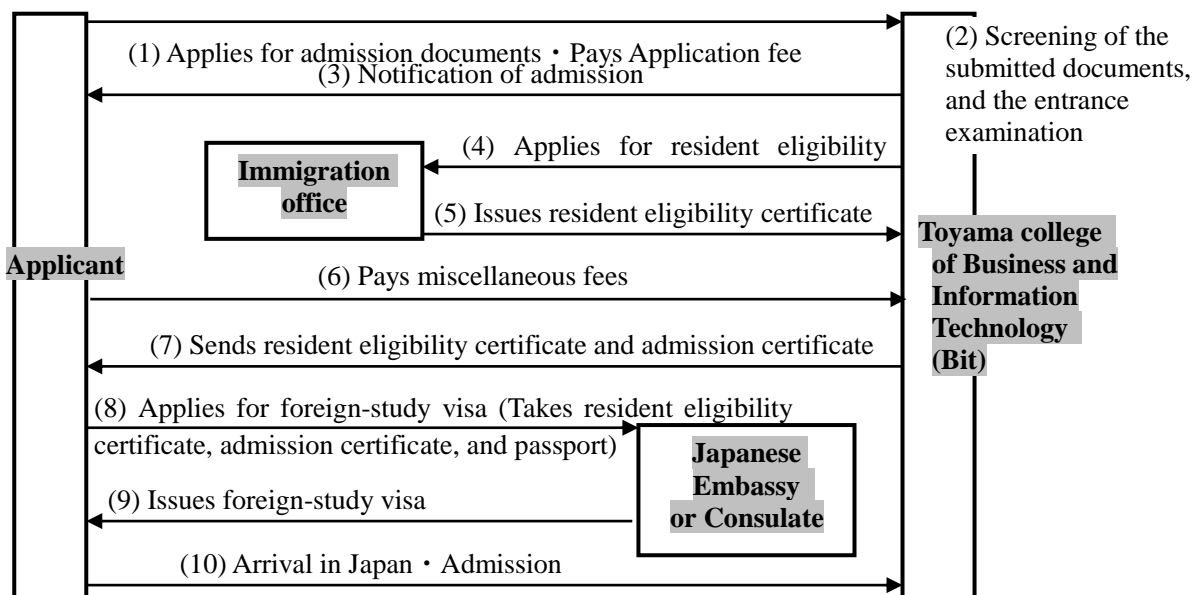 (1) Applies for admission documents・Pays Application fee
(2) Screening of the
submitted documents,
and the entrance
examination
(3) Notification of admission
(4) Applies for resident eligibility
Immigration
office
(5) Issues resident eligibility certificate
Applicant
Toyama college
of Business and
Information
Technology
(Bit)
(6) Pays miscellaneous fees
(7) Sends resident eligibility certificate and admission certificate
(8) Applies for foreign-study visa (Takes resident eligibility
certificate, admission certificate, and passport)
Japanese
Embassy
or Consulate
(9) Issues foreign-study visa
(10) Arrival in Japan・Admission